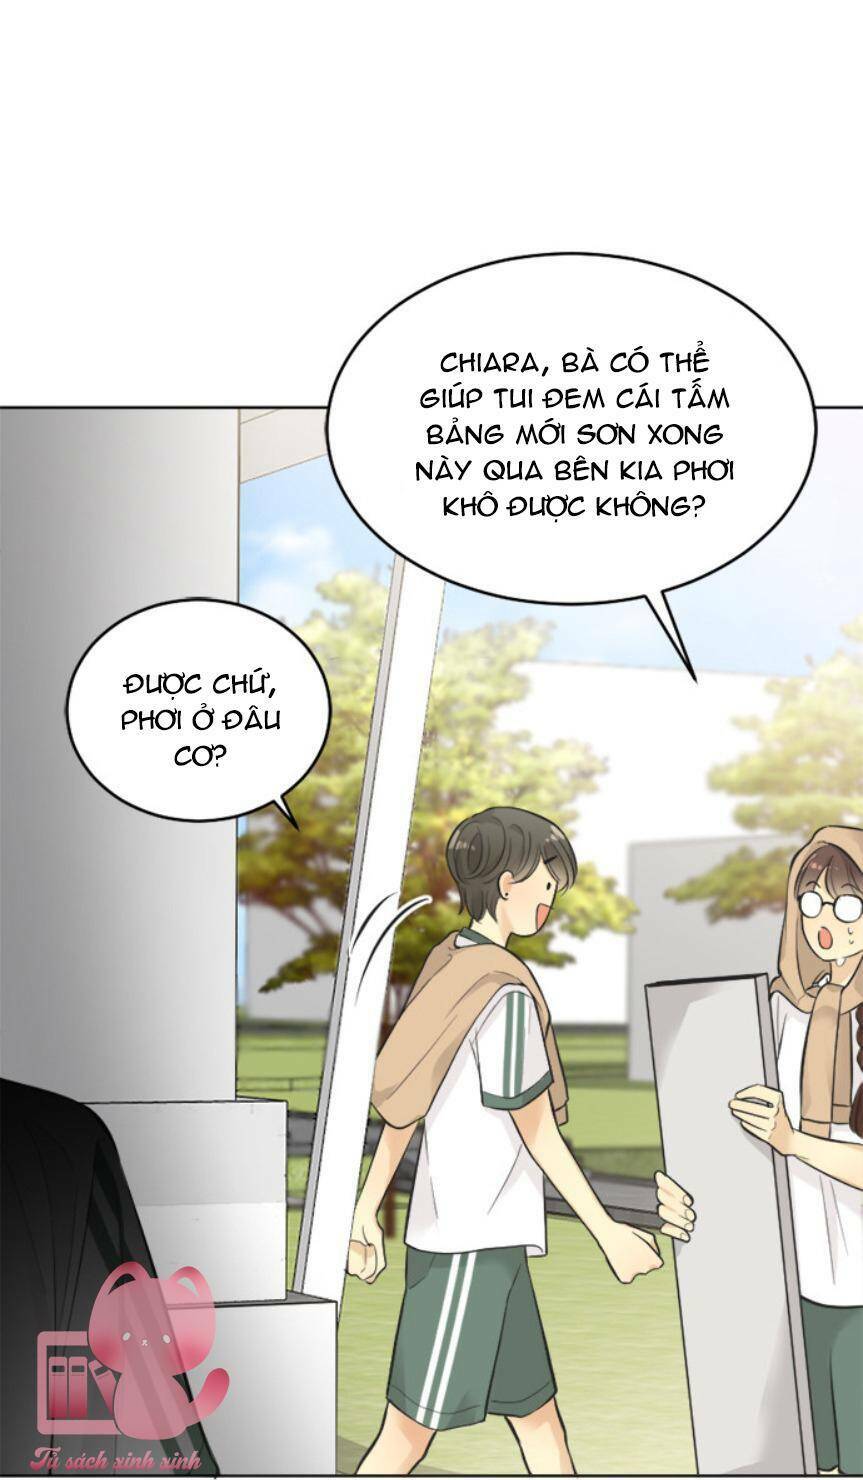 CHIARA, BÀ CÓ THỂ
GIÚP TUI ĐEM CÁI TẤM
BẢNG MỚI SƠN XONG
NÀY QUA BÊN KIA PHƠI
KHÔ ĐƯỢC KHÔNG?
ĐƯỢC CHỨ,
PHƠI Ở ĐÂU
CƠ?
Tủ sách xinh xinh